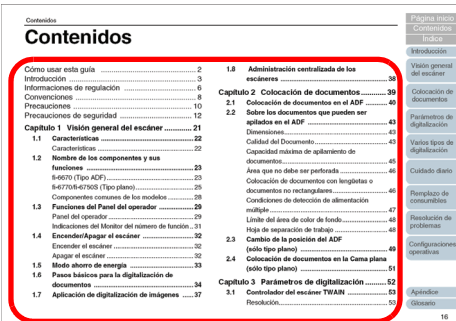 Contenidos
Contenidos
Cómo usar esta guía ... 2
Introducción ... 3
Informaciones de regulación ... 6
Convenciones ... 8
Precauciones ... 10
Precauciones de seguridad ... 12
Capítulo 1 Visión general del escáner ... 21
1.1 Características ... 22
Características ... 22
1.2 Nombre de los componentes y sus
funciones ... 23
fi-6670 (Tipo ADF) ... 23
fi-6770/fi-6750S (Tipo plano) ... 25
Componentes comunes de los modelos ... 28
1.3 Funciones del Panel del operador ... 29
Panel del operador ... 29
Indicaciones del Monitor del número de función .. 31
1.4 Encender/Apagar el escáner ... 32
Encender el escáner ... 32
Apagar el escáner ... 32
1.5 Modo ahorro de energía ... 33
1.6 Pasos básicos para la digitalización de
documentos ... 34
1.7 Aplicación de digitalización de imágenes ... 37
1.8 Administración centralizada de los
escáneres ... 38
Capítulo 2 Colocación de documentos ... 39
2.1 Colocación de documentos en el ADF ... 40
2.2 Sobre los documentos que pueden ser
apilados en el ADF ... 43
Dimensiones ... 43
Calidad del Documento ... 43
Capacidad máxima de apilamiento de
documentos ... 45
Área que no debe ser perforada ... 46
Colocación de documentos con lengüetas o
documentos no rectangulares ... 46
Condiciones de detección de alimentación
múltiple ... 47
Límite del área de color de fondo ... 48
Hoja de separación de trabajo ... 48
2.3 Cambio de la posición del ADF
(sólo tipo plano) ... 49
2.4 Colocación de documentos en la Cama plana
(sólo tipo plano) ... 51
Capítulo 3 Parámetros de digitalización ... 52
3.1 Controlador del escáner TWAIN ... 53
Resolución ... 53
Página inicio
Contenidos
Índice
Introducción
Visión general
del escáner
Colocación de
documentos
Parámetros de
digitalización
Varios tipos de
digitalización
Cuidado diario
Remplazo de
consumibles
Resolución de
problemas
Configuraciones
operativas
Apéndice
Glosario
16